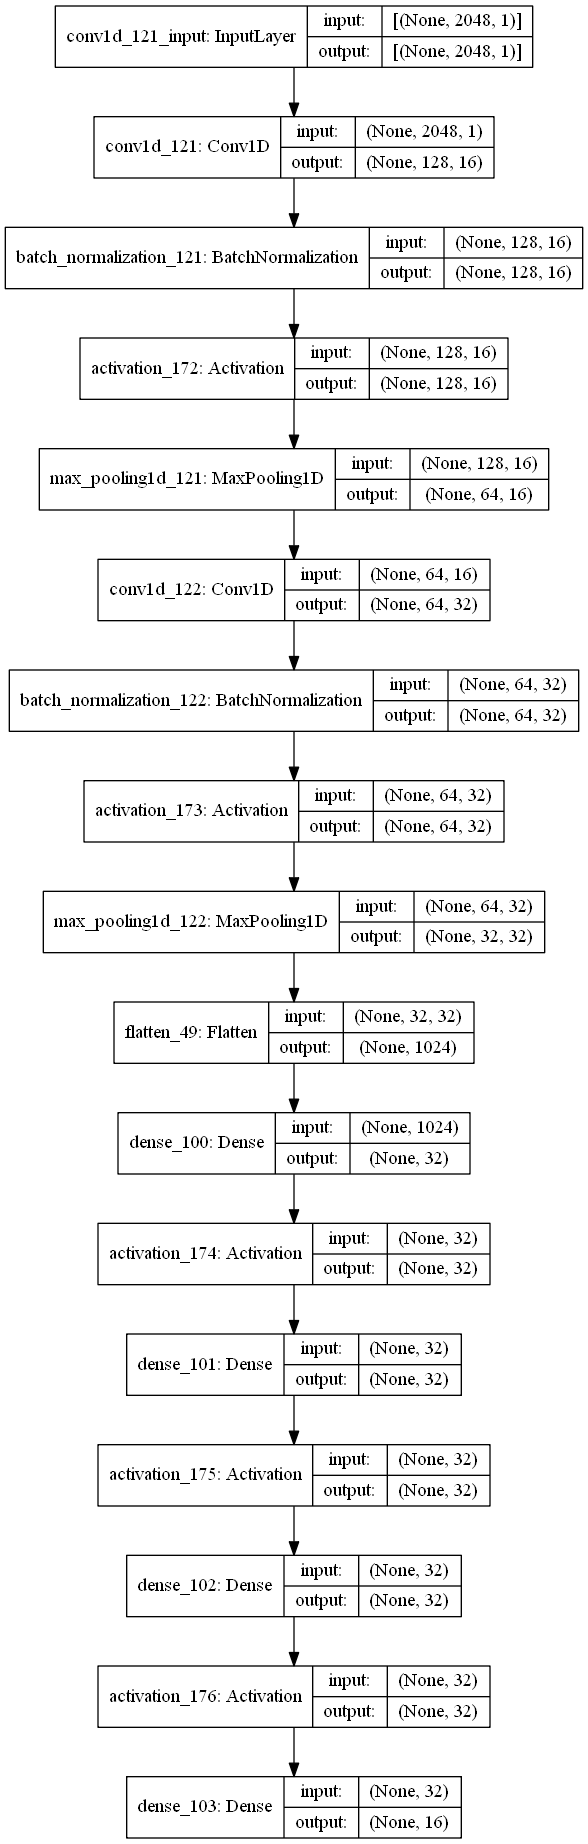 conv1d_121_input: InputLayer
input: [(None, 2048, 1)]
output: [(None, 2048, 1)]
conv1d_121: Conv1D
input: (None, 2048, 1)
output: (None, 128, 16)
batch_normalization_121: BatchNormalization
input: (None, 128, 16)
output: (None, 128, 16)
activation_172: Activation
input: (None, 128, 16)
output: (None, 128, 16)
max_pooling1d_121: MaxPooling1D
input: (None, 128, 16)
output: (None, 64, 16)
conv1d_122: Conv1D
input: (None, 64, 16)
output: (None, 64, 32)
batch_normalization_122: BatchNormalization
input: (None, 64, 32)
output: (None, 64, 32)
activation_173: Activation
input: (None, 64, 32)
output: (None, 64, 32)
max_pooling1d_122: MaxPooling1D
input: (None, 64, 32)
output: (None, 32, 32)
flatten_49: Flatten
input: (None, 32, 32)
output: (None, 1024)
dense_100: Dense
input: (None, 1024)
output: (None, 32)
activation_174: Activation
input: (None, 32)
output: (None, 32)
dense_101: Dense
input: (None, 32)
output: (None, 32)
activation_175: Activation
input: (None, 32)
output: (None, 32)
dense_102: Dense
input: (None, 32)
output: (None, 32)
activation_176: Activation
input: (None, 32)
output: (None, 32)
dense_103: Dense
input: (None, 32)
output: (None, 16)